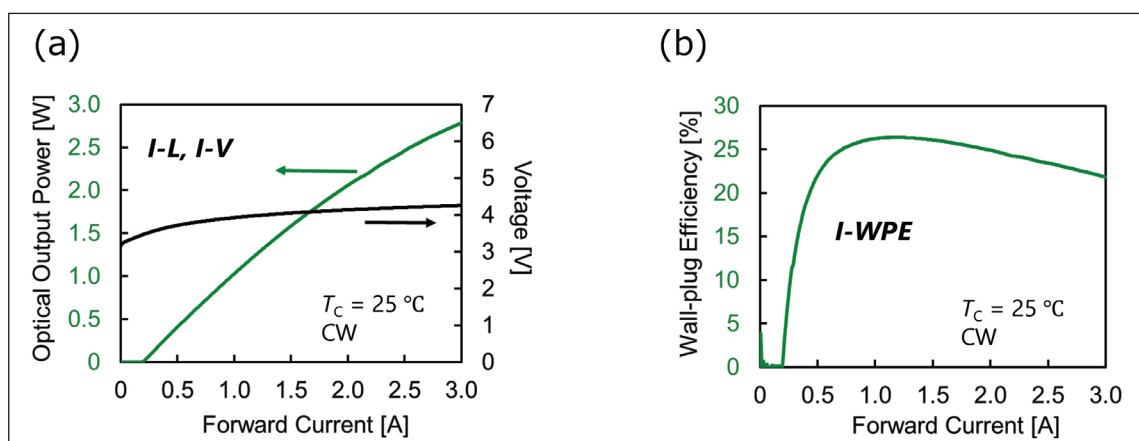 (a)
Optical Output Power [W]
3.0
2.5
2.0
1.5
1.0
0.5
0
I-L, I-V
T_C = 25 ℃
CW
7
6
5
4
3
2
1
0
Voltage [V]
0 0.5 1.0 1.5 2.0 2.5 3.0
Forward Current [A]
(b)
Wall-plug Efficiency [%]
30
25
20
15
10
5
0
I-WPE
T_C = 25 ℃
CW
0 0.5 1.0 1.5 2.0 2.5 3.0
Forward Current [A]